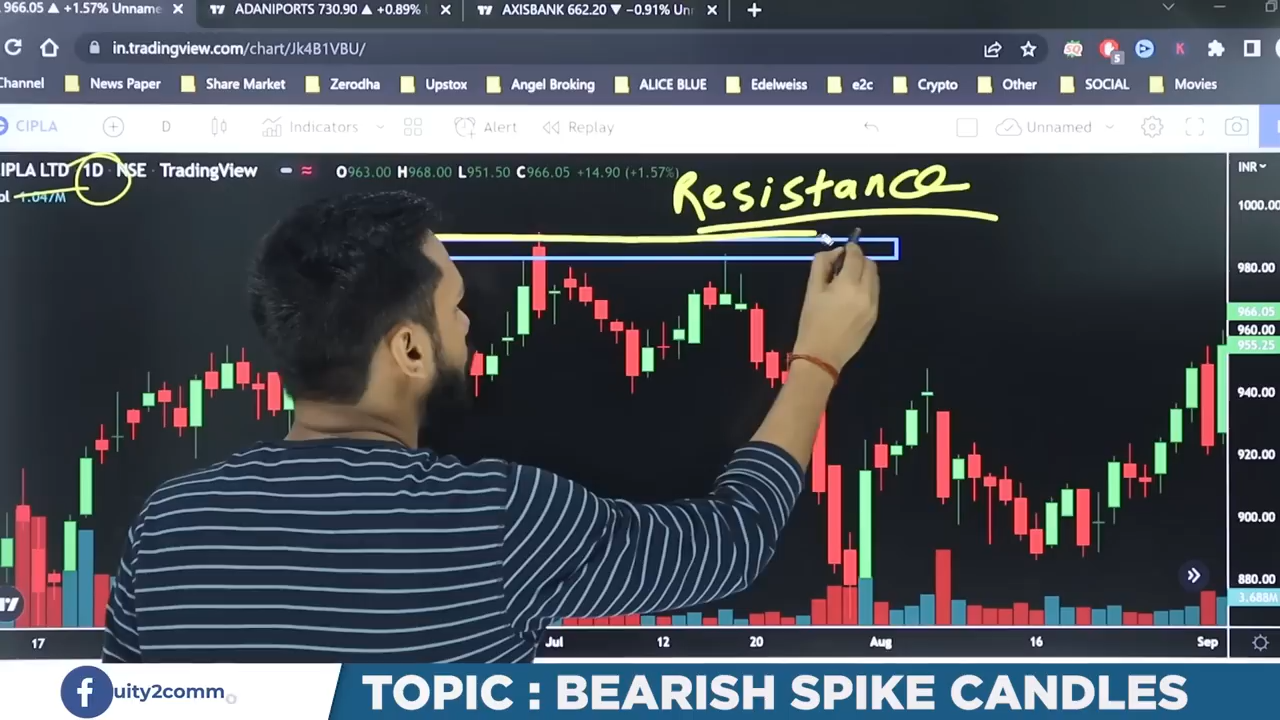 966.05 ▲ +1.57% Unname
ADANIPORTS 730.90 ▲ +0.89%
AXISBANK 662.20 ▼ −0.91% Un
in.tradingview.com/chart/Jk4B1VBU/
Channel News Paper Share Market Zerodha Upstox Angel Broking ALICE BLUE Edelweiss e2c Crypto Other SOCIAL Movies
CIPLA D Indicators Alert Replay Unnamed
CIPLA LTD 1D · NSE · TradingView O963.00 H968.00 L951.50 C966.05 +14.90 (+1.57%) INR
1.047M
Resistance
1000.00
980.00
966.05
960.00
955.25
940.00
920.00
900.00
880.00
3.688M
17 Jul 12 20 Aug 16 Sep
uity2comm
TOPIC : BEARISH SPIKE CANDLES